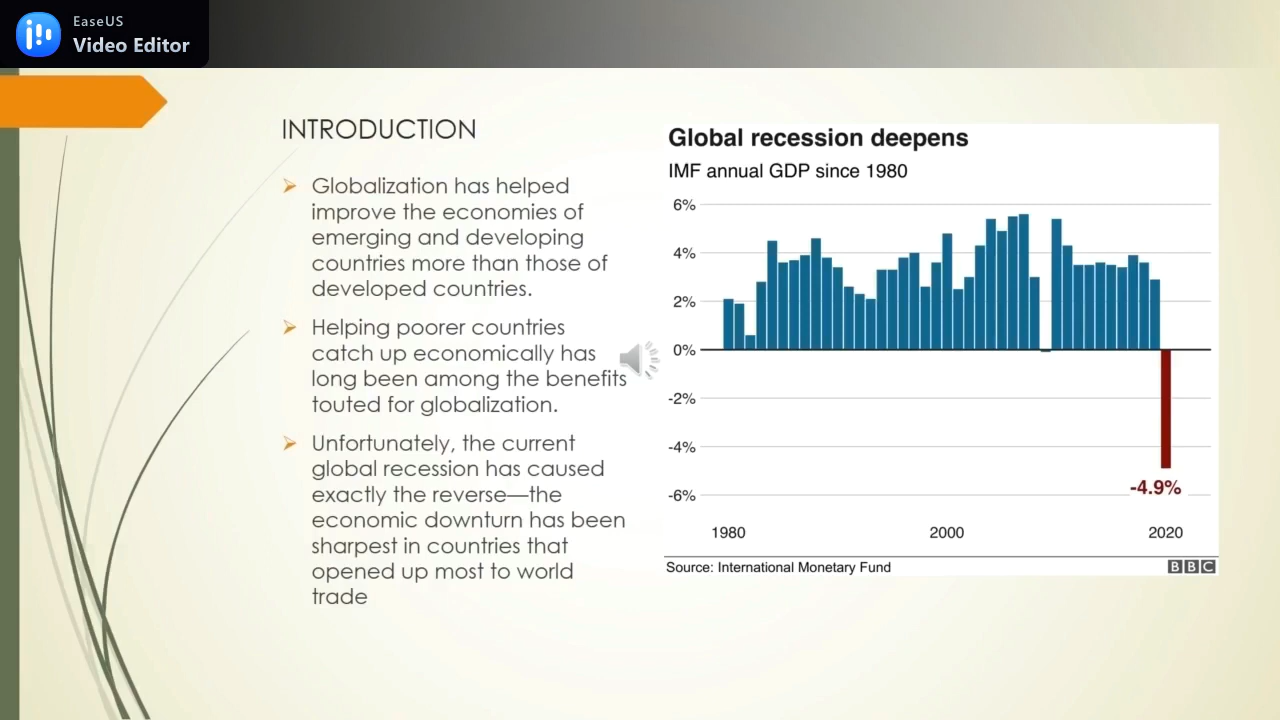 EaseUS
Video Editor
INTRODUCTION
Globalization has helped
improve the economies of
emerging and developing
countries more than those of
developed countries.
Helping poorer countries
catch up economically has
long been among the benefits
touted for globalization.
Unfortunately, the current
global recession has caused
exactly the reverse—the
economic downturn has been
sharpest in countries that
opened up most to world
trade
Global recession deepens
IMF annual GDP since 1980
6%
4%
2%
0%
-2%
-4%
-6%
-4.9%
1980 2000 2020
Source: International Monetary Fund BBC